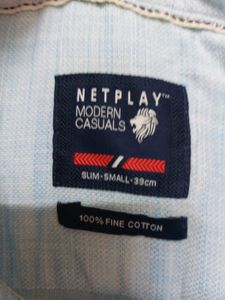 NETPLAY™
MODERN
CASUALS
SLIM-SMALL-39cm
100% FINE COTTON